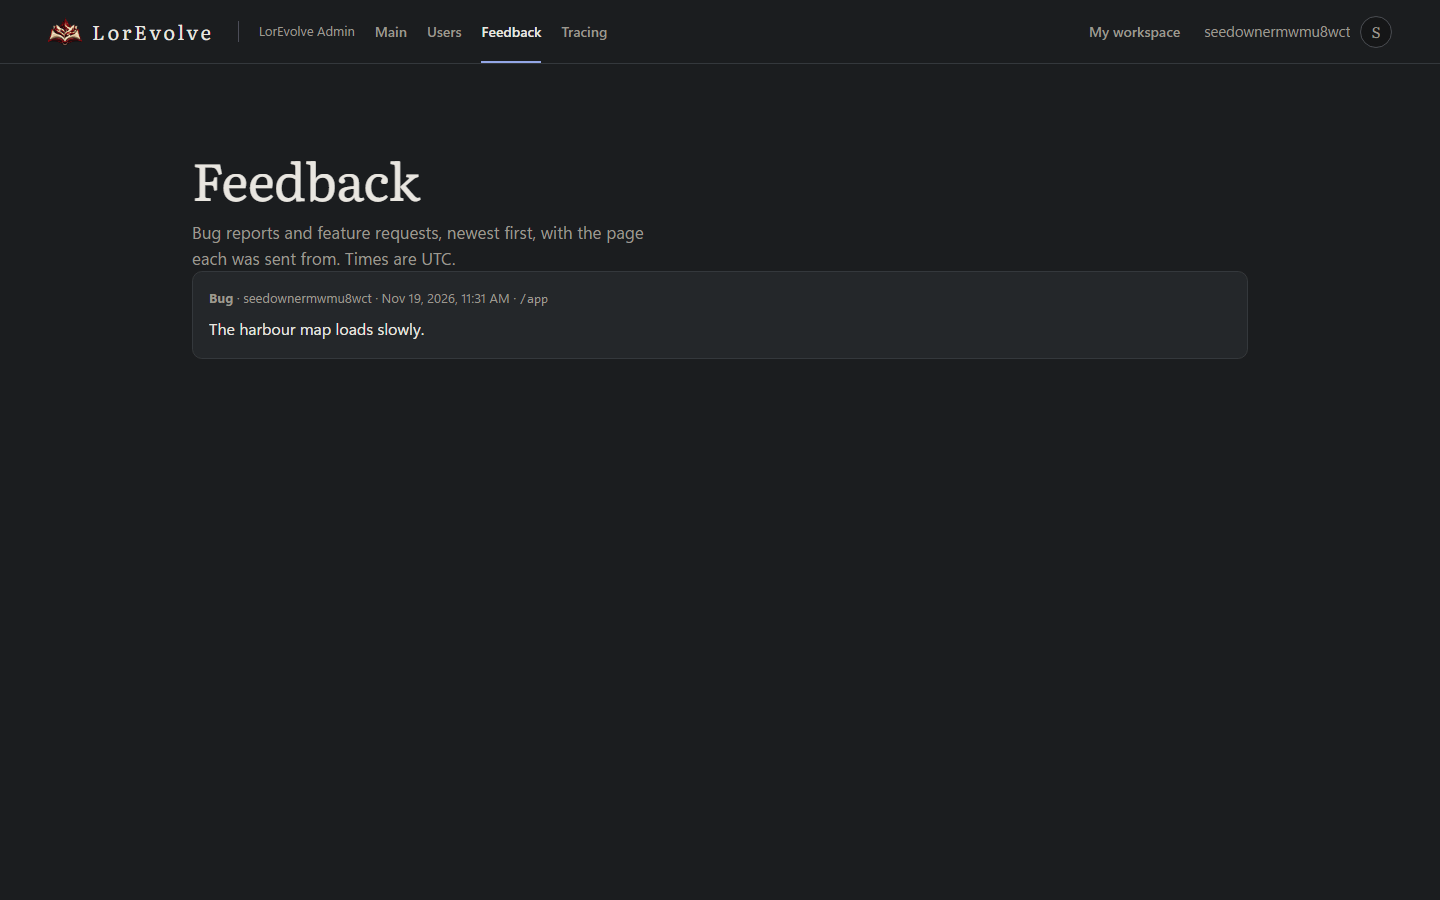 LorEvolve
LorEvolve Admin
Main
Users
Feedback
Tracing
My workspace
seedownermwmu8wct
S
Feedback
Bug reports and feature requests, newest first, with the page
each was sent from. Times are UTC.
Bug · seedownermwmu8wct · Nov 19, 2026, 11:31 AM · /app
The harbour map loads slowly.